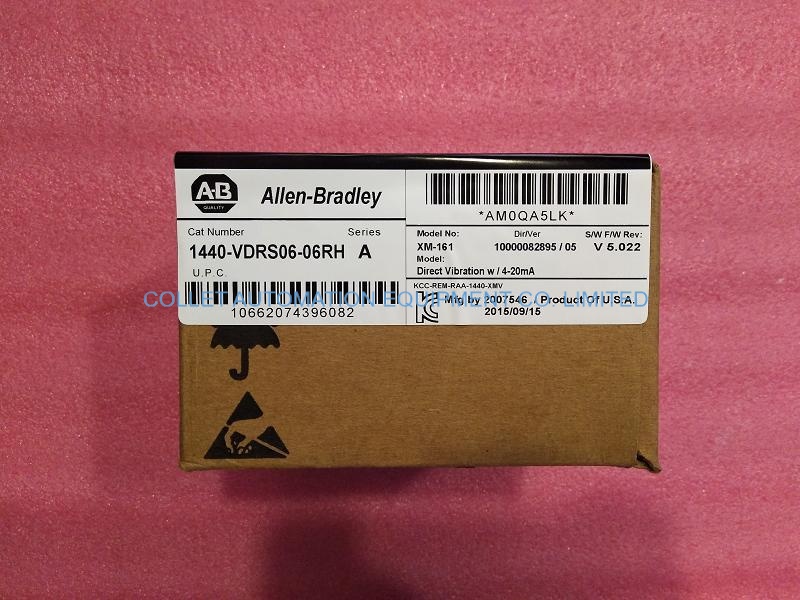 A-B
QUALITY
Allen-Bradley
Cat Number Series
1440-VDRS06-06RH A
U.P.C.
10662074396082
*AM0QA5LK*
Model No: Dir/Ver S/W F/W Rev:
XM-161 10000082895 / 05 V 5.022
Model:
Direct Vibration w / 4-20mA
KCC-REM-RAA-1440-XMV
Mfg by 2007546 , Product Of U.S.A.
2015/09/15
COLLET AUTOMATION EQUIPMENT CO. LIMITED